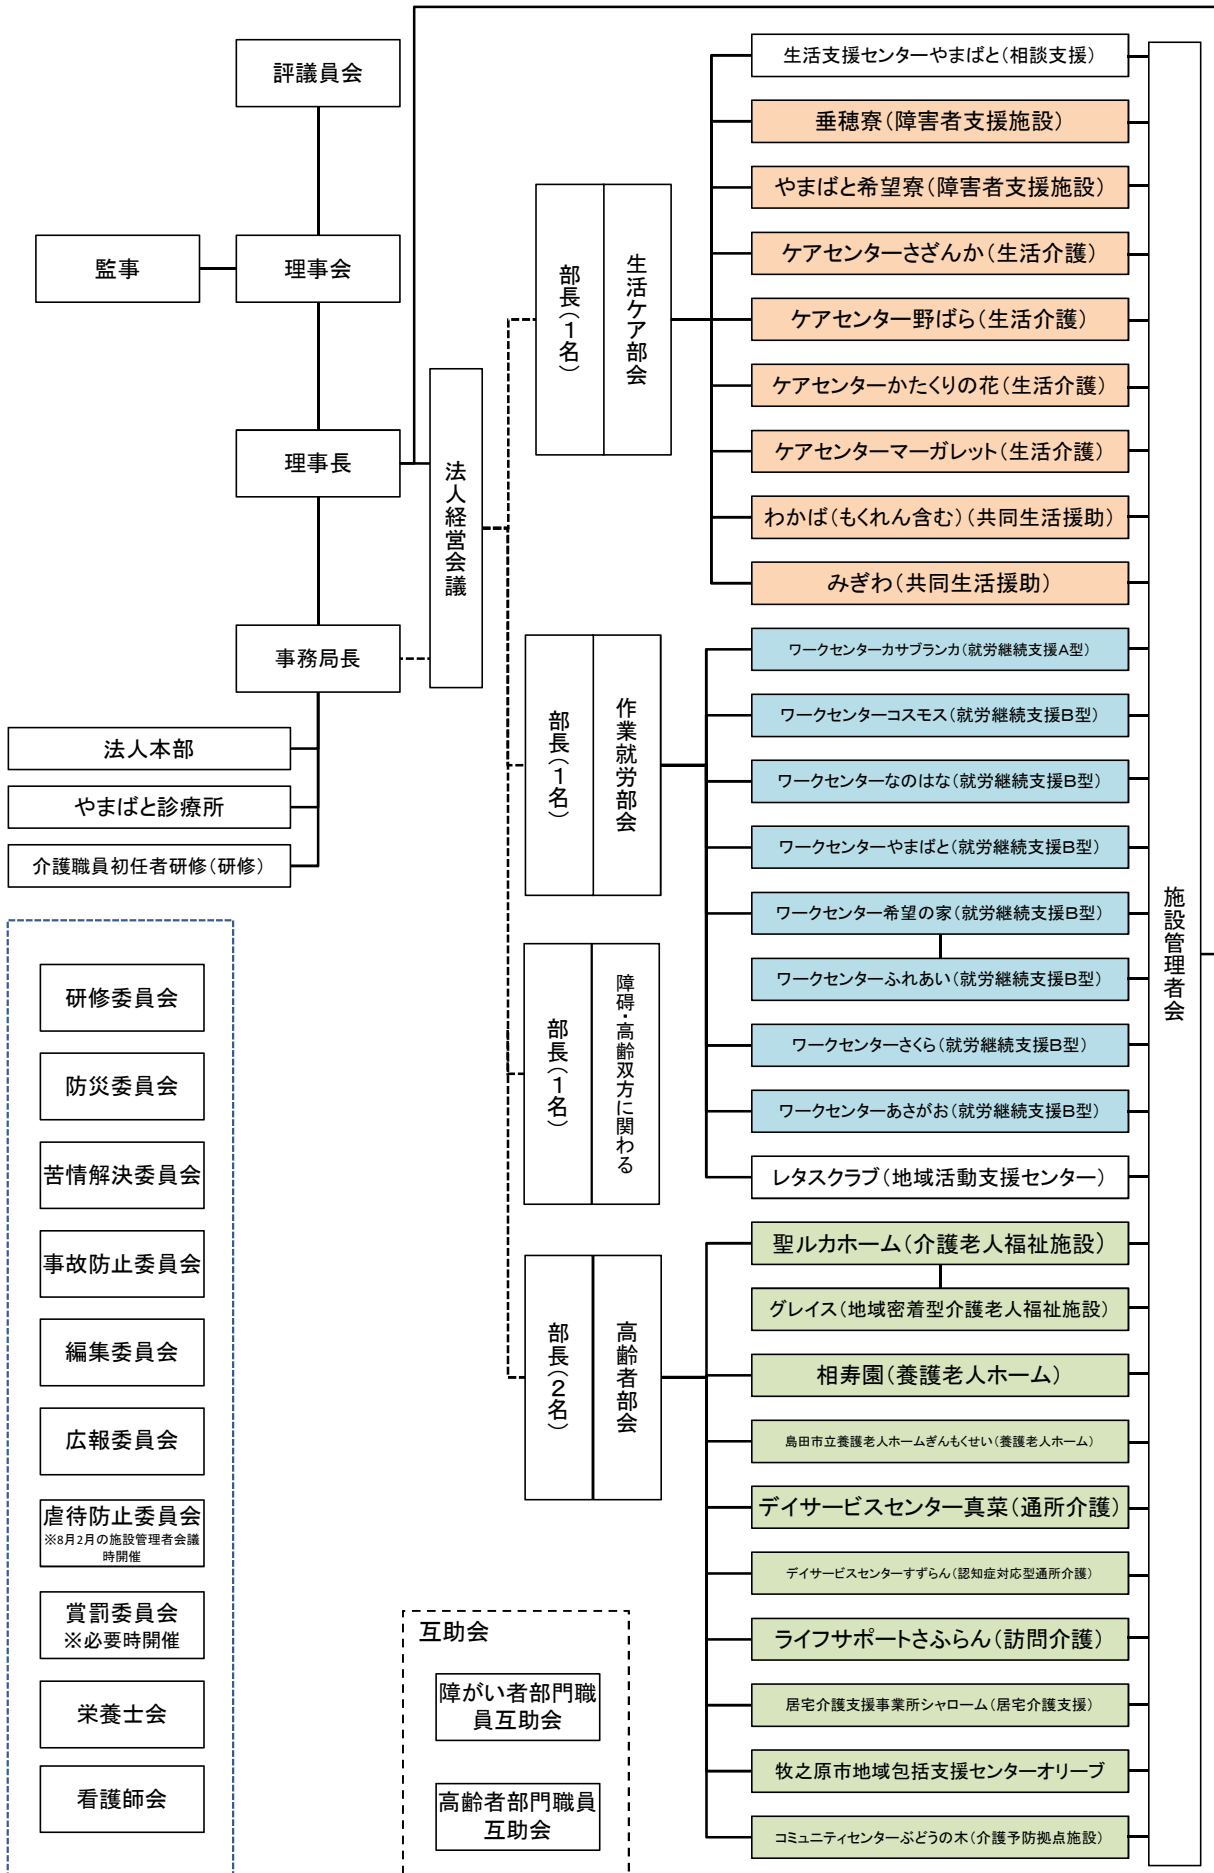 評議員会
監事
理事会
理事長
事務局長
法人本部
やまばと診療所
介護職員初任者研修(研修)
法人経営会議
部長(1名)
生活ケア部会
生活支援センターやまばと(相談支援)
垂穂寮(障害者支援施設)
やまばと希望寮(障害者支援施設)
ケアセンターさざんか(生活介護)
ケアセンター野ばら(生活介護)
ケアセンターかたくりの花(生活介護)
ケアセンターマーガレット(生活介護)
わかば(もくれん含む)(共同生活援助)
みぎわ(共同生活援助)
部長(1名)
作業就労部会
ワークセンターカサブランカ(就労継続支援A型)
ワークセンターコスモス(就労継続支援B型)
ワークセンターなのはな(就労継続支援B型)
ワークセンターやまばと(就労継続支援B型)
ワークセンター希望の家(就労継続支援B型)
ワークセンターふれあい(就労継続支援B型)
ワークセンターさくら(就労継続支援B型)
ワークセンターあさがお(就労継続支援B型)
レタスクラブ(地域活動支援センター)
部長(1名)
障碍・高齢双方に関わる
部長(2名)
高齢者部会
聖ルカホーム(介護老人福祉施設)
グレイス(地域密着型介護老人福祉施設)
相寿園(養護老人ホーム)
島田市立養護老人ホームぎんもくせい(養護老人ホーム)
デイサービスセンター真菜(通所介護)
デイサービスセンターすずらん(認知症対応型通所介護)
ライフサポートさふらん(訪問介護)
居宅介護支援事業所シャローム(居宅介護支援)
牧之原市地域包括支援センターオリーブ
コミュニティセンターぶどうの木(介護予防拠点施設)
施設管理者会
研修委員会
防災委員会
苦情解決委員会
事故防止委員会
編集委員会
広報委員会
虐待防止委員会
※8月2月の施設管理者会議
時開催
賞罰委員会
※必要時開催
栄養士会
看護師会
互助会
障がい者部門職
員互助会
高齢者部門職員
互助会